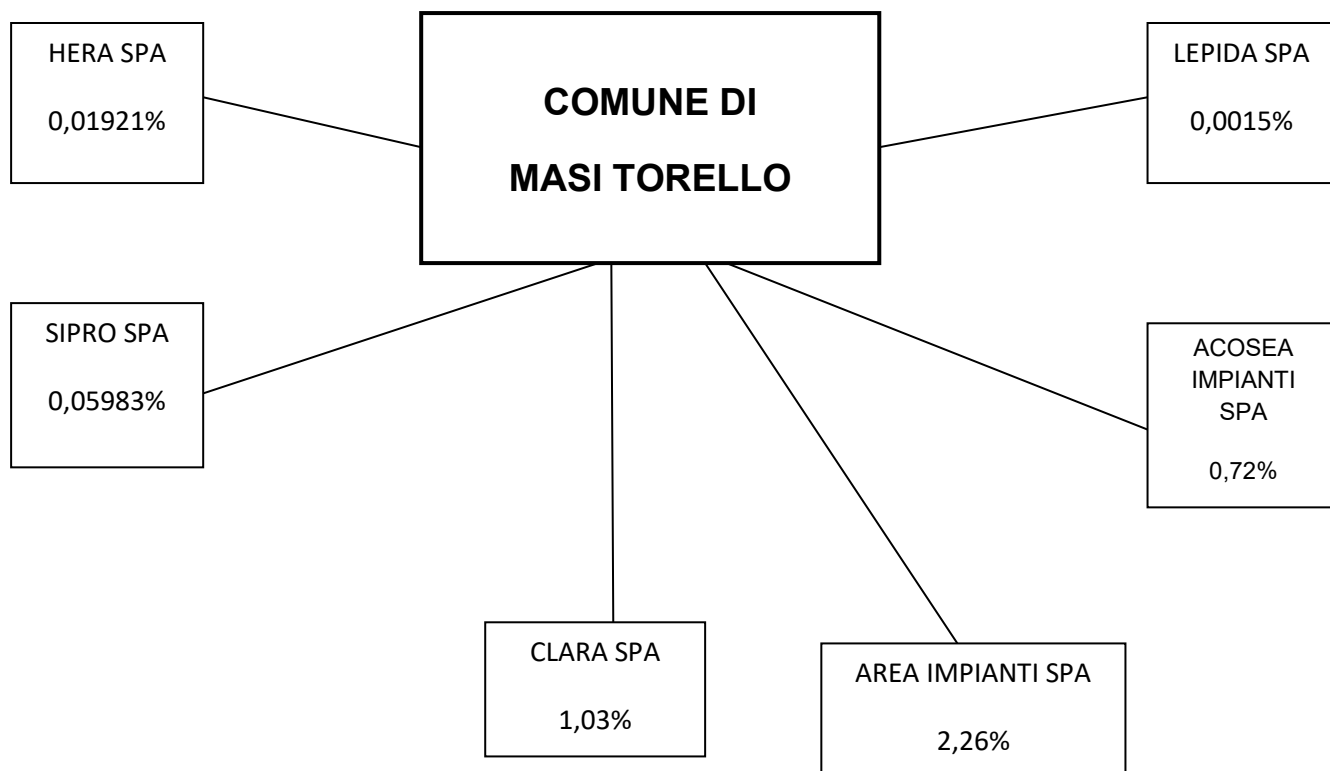 HERA SPA
0,01921%
COMUNE DI
MASI TORELLO
LEPIDA SPA
0,0015%
SIPRO SPA
0,05983%
ACOSEA
IMPIANTI
SPA
0,72%
CLARA SPA
1,03%
AREA IMPIANTI SPA
2,26%